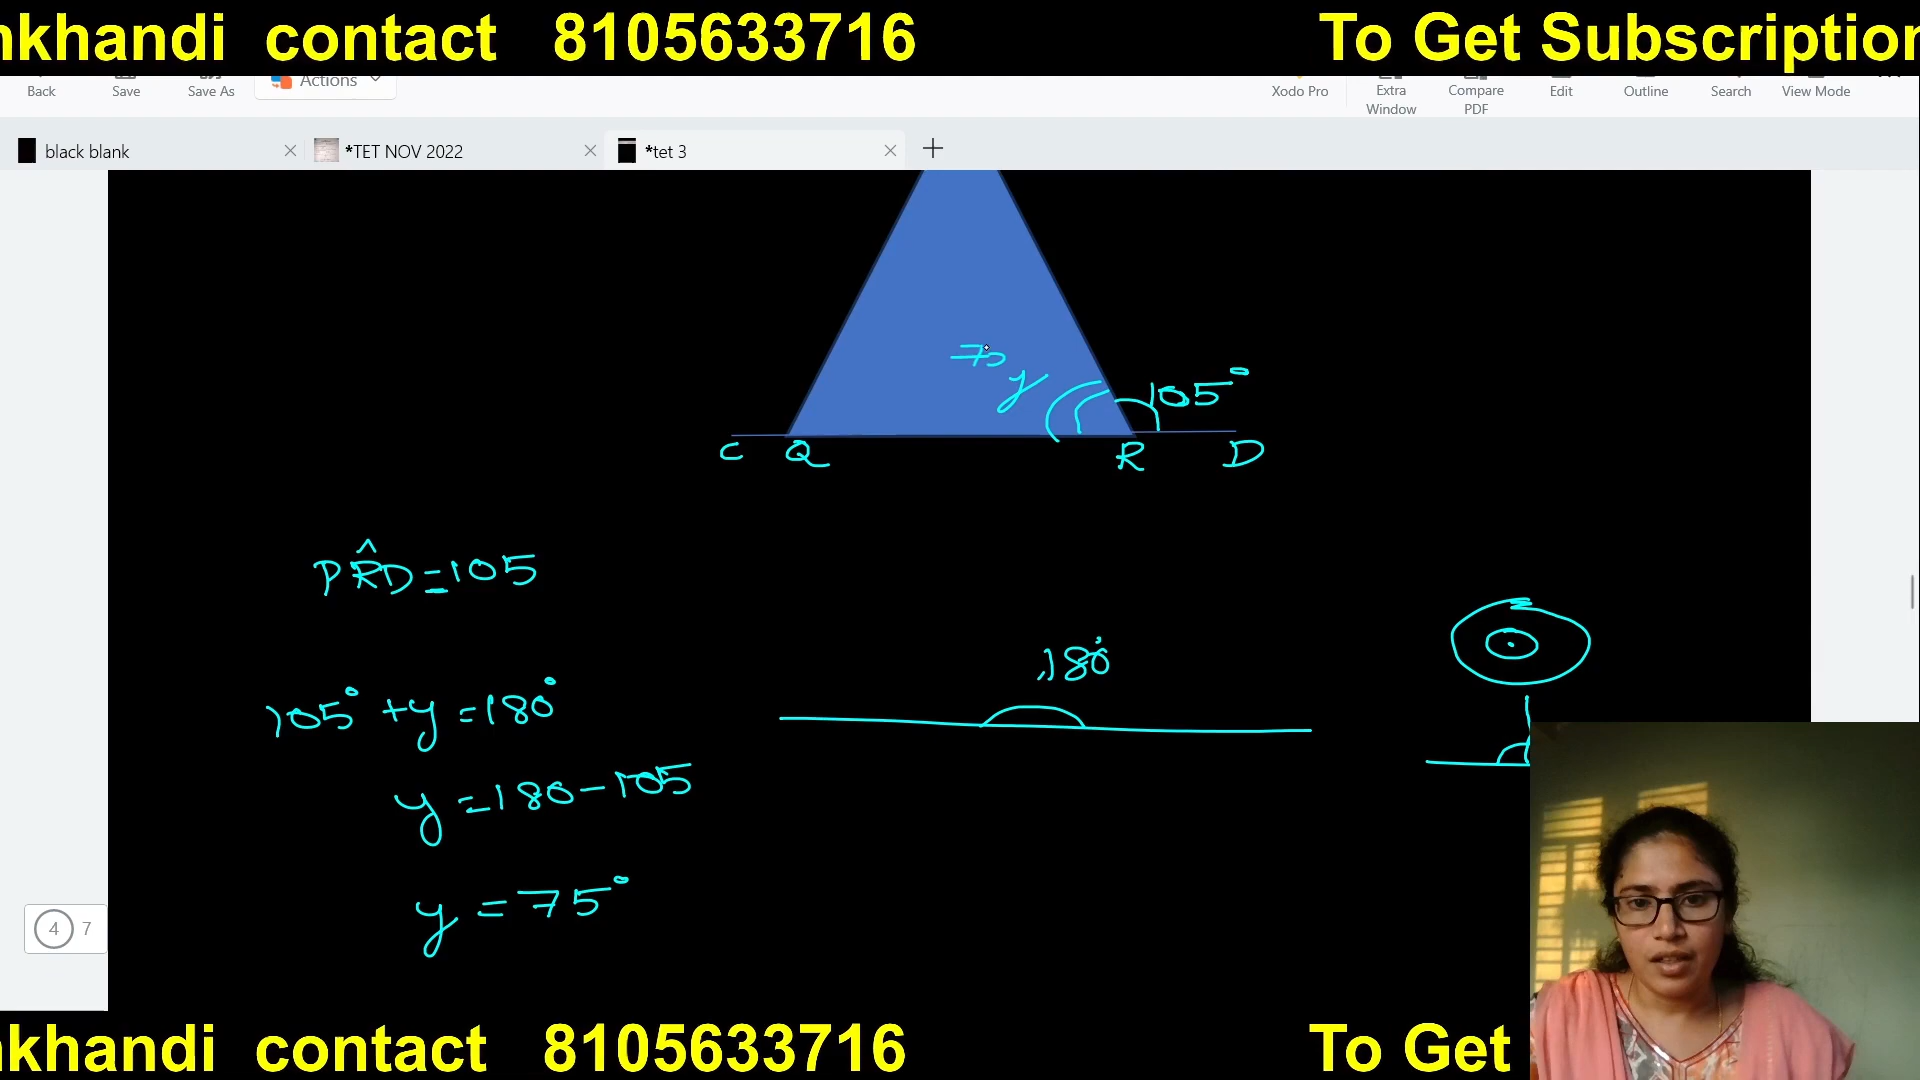 nkhandi contact 8105633716 To Get Subscription
Back Save Save As Actions Xodo Pro Extra Window Compare PDF Edit Outline Search View Mode
black blank *TET NOV 2022 *tet 3
75
y
105°
C Q R D
PR̂D=105
180°
105° + y = 180°
y = 180 - 105
y = 75°
4 7
nkhandi contact 8105633716 To Get